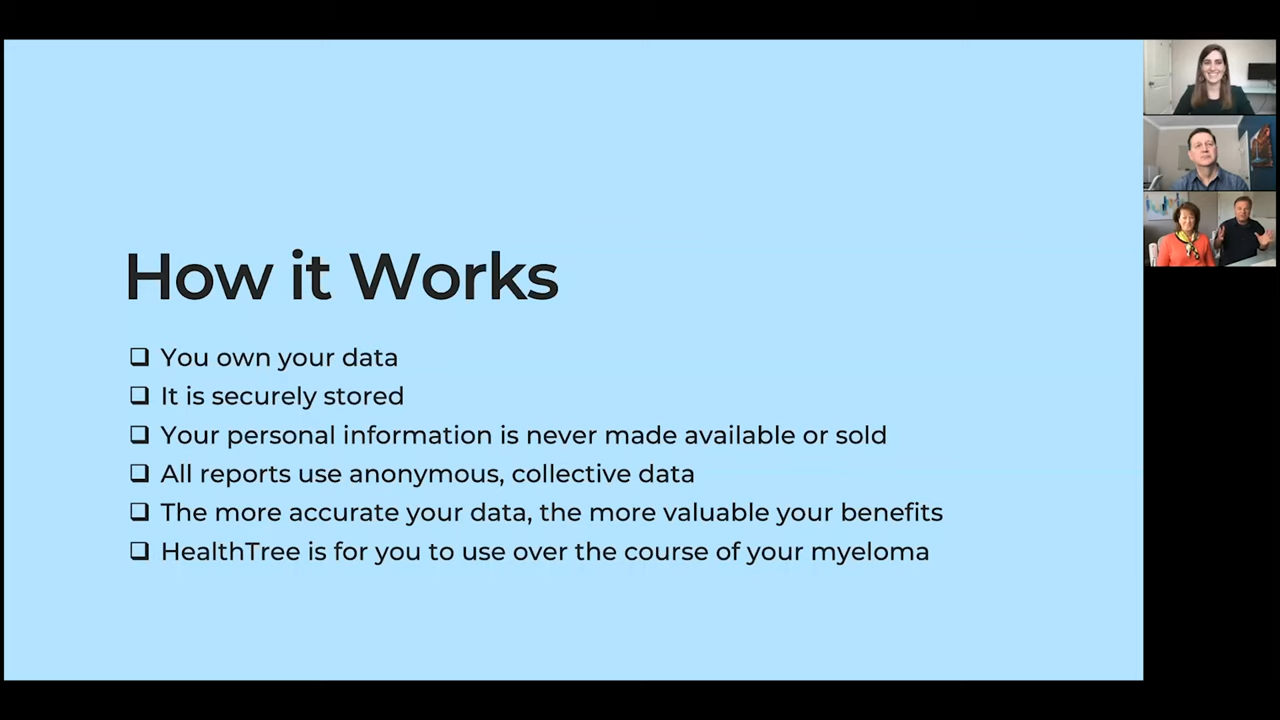 How it Works
❑ You own your data
❑ It is securely stored
❑ Your personal information is never made available or sold
❑ All reports use anonymous, collective data
❑ The more accurate your data, the more valuable your benefits
❑ HealthTree is for you to use over the course of your myeloma